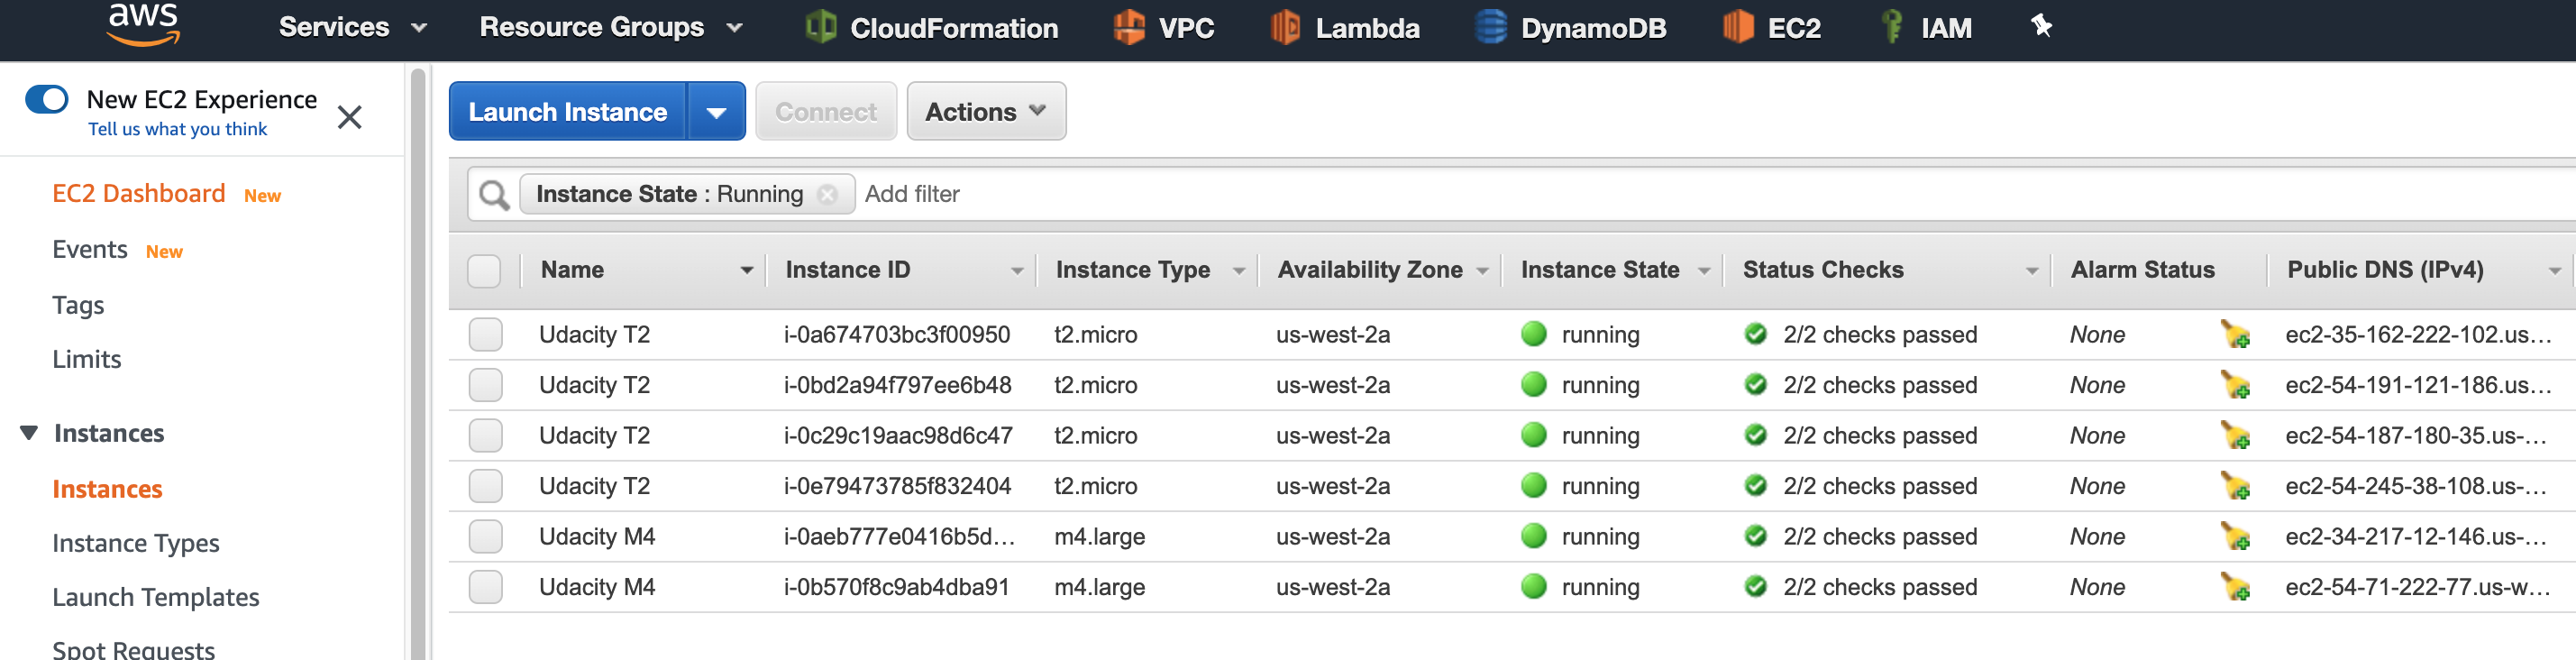 aws Services Resource Groups CloudFormation VPC Lambda DynamoDB EC2 IAM
New EC2 Experience
Tell us what you think
EC2 Dashboard New
Events New
Tags
Limits
Instances
Instances
Instance Types
Launch Templates
Spot Requests
Launch Instance Connect Actions
Instance State : Running Add filter
Name Instance ID Instance Type Availability Zone Instance State Status Checks Alarm Status Public DNS (IPv4)
Udacity T2 i-0a674703bc3f00950 t2.micro us-west-2a running 2/2 checks passed None ec2-35-162-222-102.us...
Udacity T2 i-0bd2a94f797ee6b48 t2.micro us-west-2a running 2/2 checks passed None ec2-54-191-121-186.us...
Udacity T2 i-0c29c19aac98d6c47 t2.micro us-west-2a running 2/2 checks passed None ec2-54-187-180-35.us-...
Udacity T2 i-0e79473785f832404 t2.micro us-west-2a running 2/2 checks passed None ec2-54-245-38-108.us-...
Udacity M4 i-0aeb777e0416b5d... m4.large us-west-2a running 2/2 checks passed None ec2-34-217-12-146.us-...
Udacity M4 i-0b570f8c9ab4dba91 m4.large us-west-2a running 2/2 checks passed None ec2-54-71-222-77.us-w...